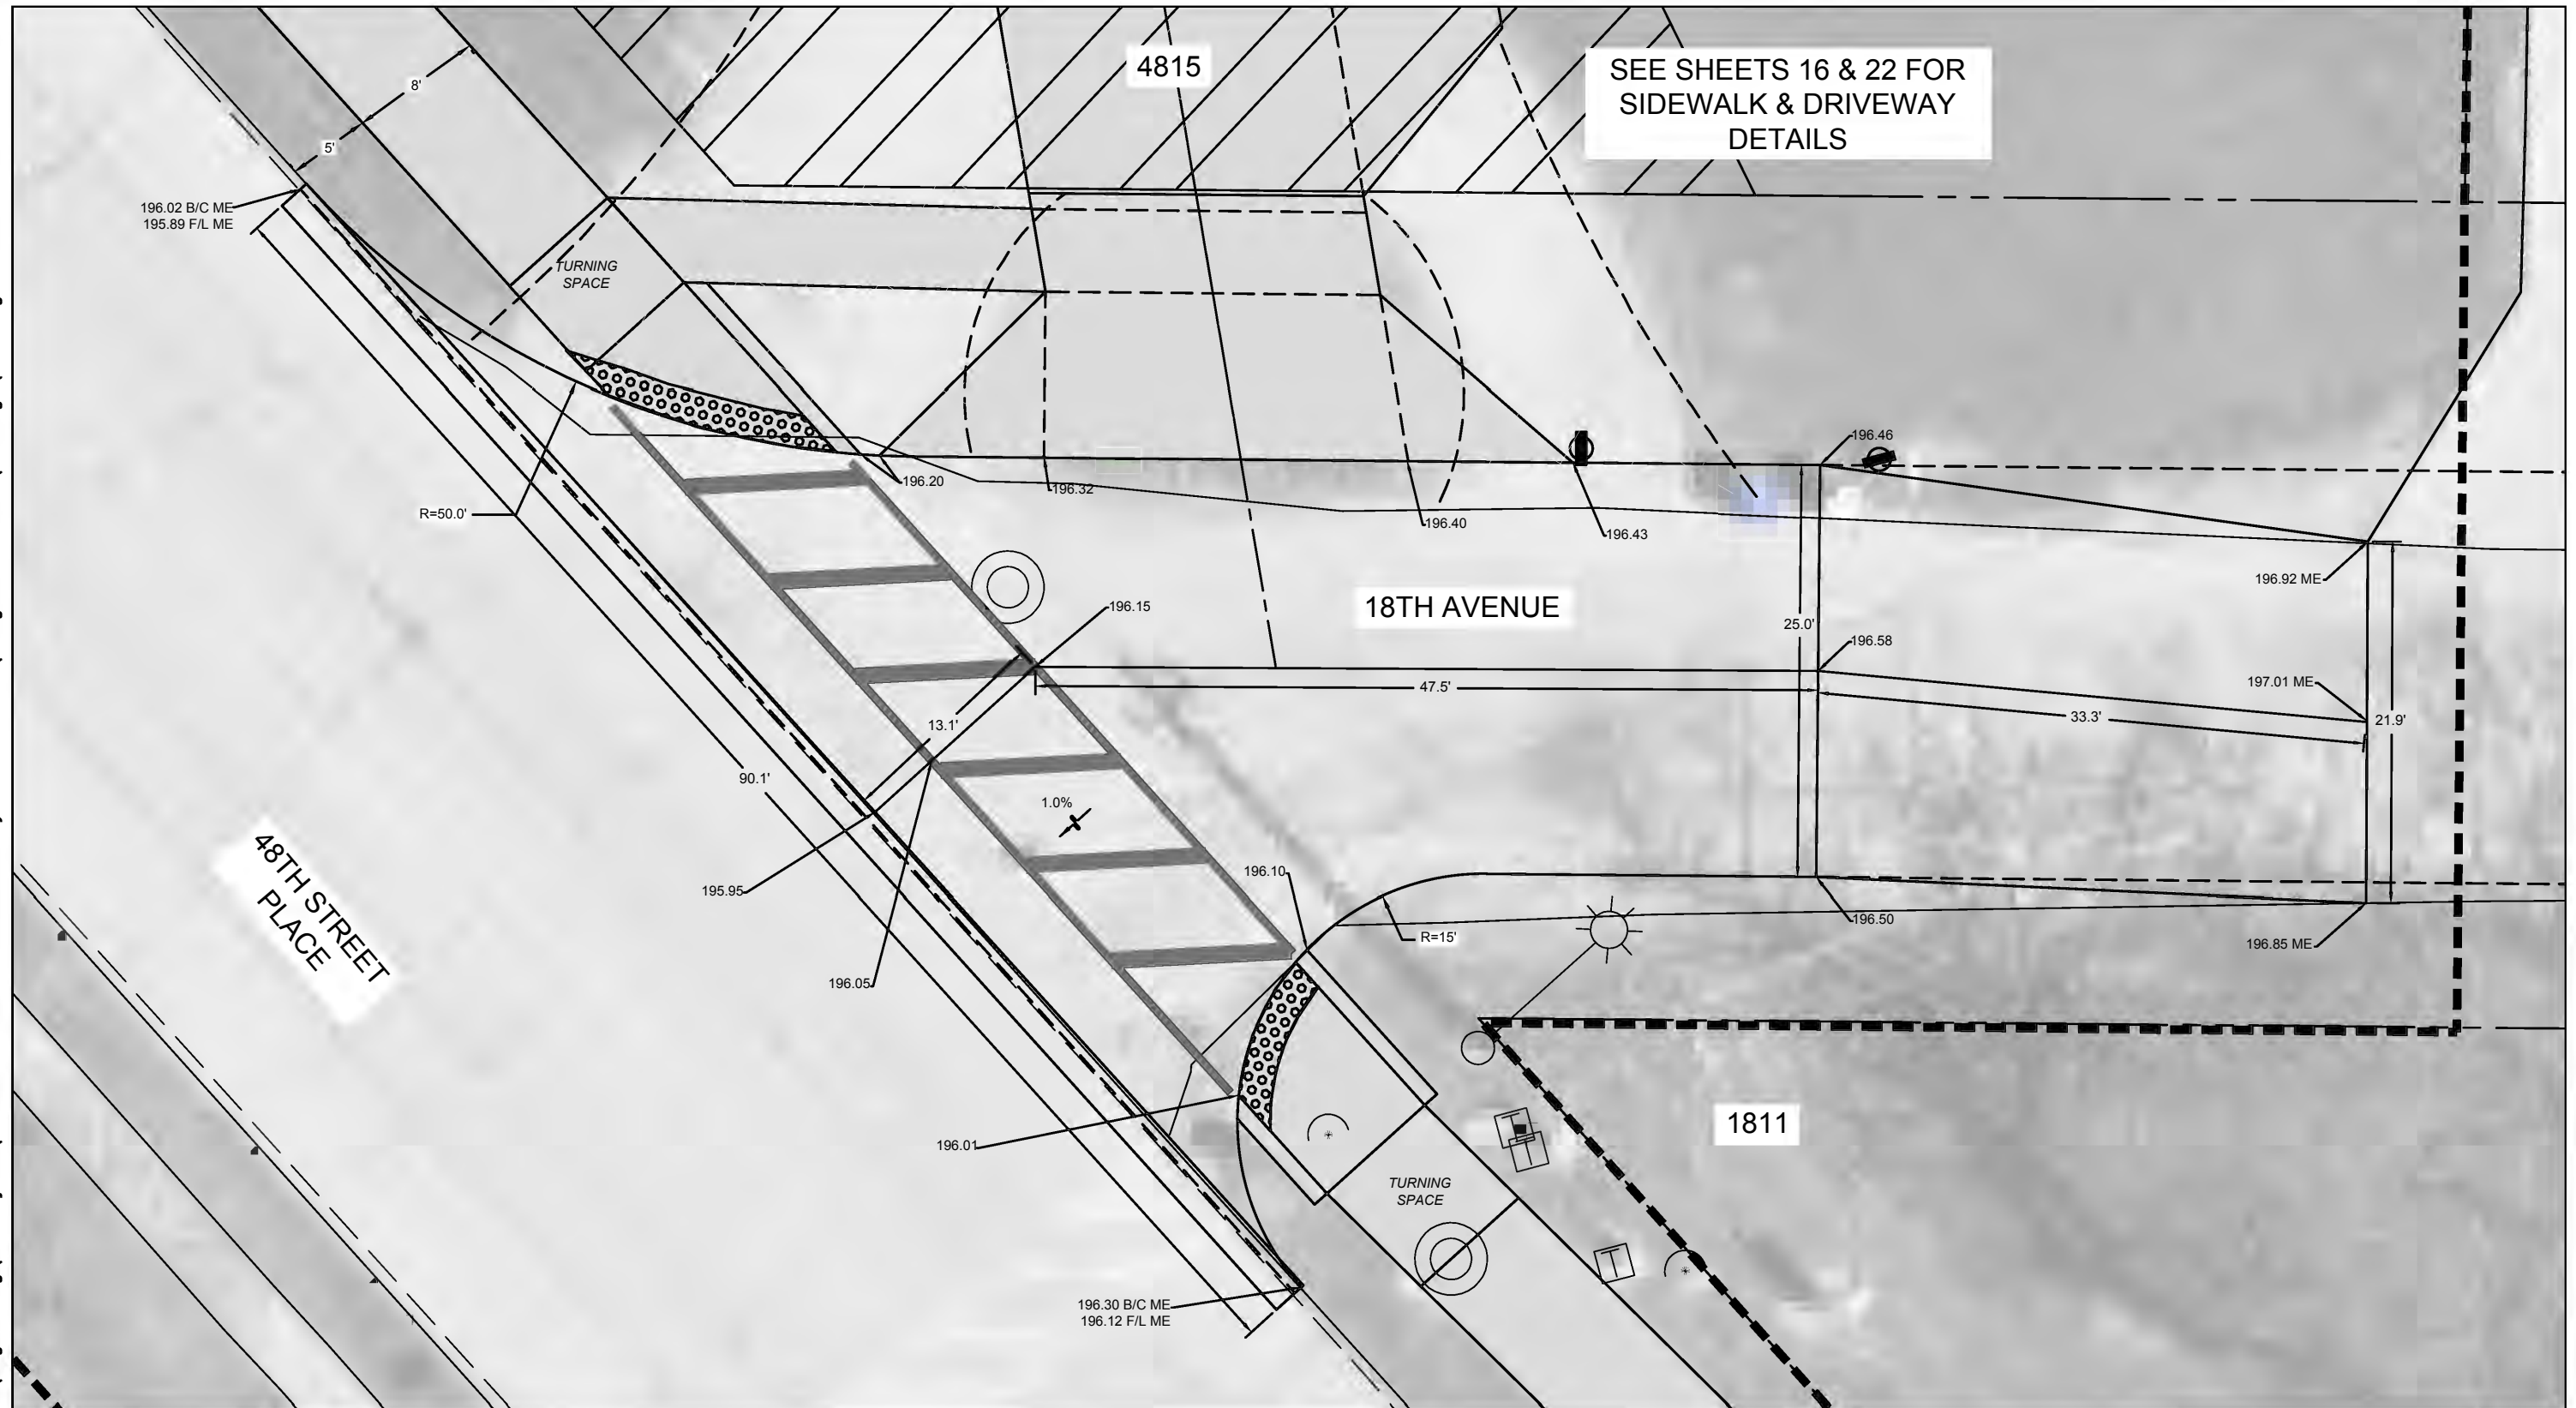 4815
SEE SHEETS 16 & 22 FOR
SIDEWALK & DRIVEWAY
DETAILS
8'
5'
196.02 B/C ME
195.89 F/L ME
TURNING
SPACE
196.46
196.20
196.32
R=50.0'
196.40
196.43
196.92 ME
18TH AVENUE
196.15
25.0'
196.58
197.01 ME
47.5'
33.3'
21.9'
13.1'
90.1'
1.0%
48TH STREET
PLACE
195.95
196.10
196.50
R=15'
196.85 ME
196.05
1811
196.01
TURNING
SPACE
196.30 B/C ME
196.12 F/L ME